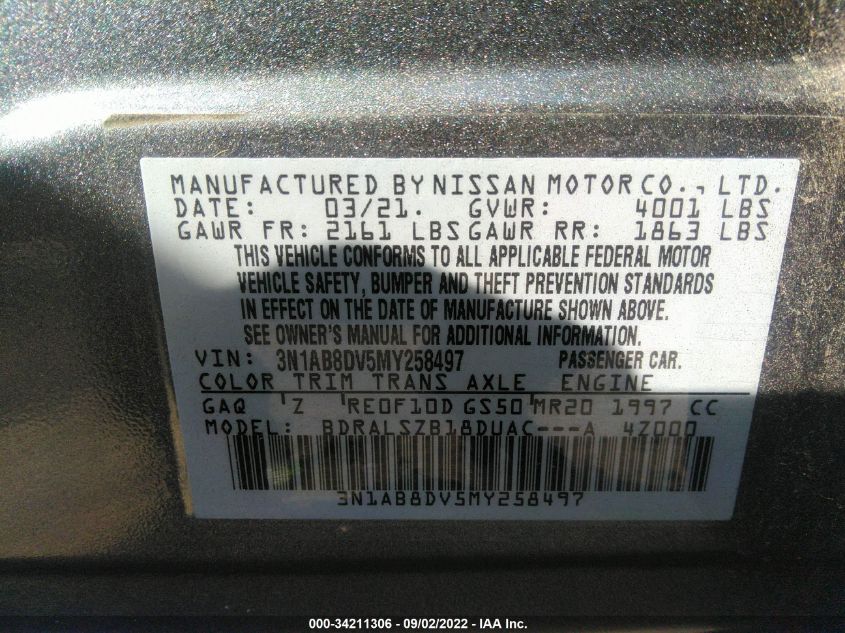 MANUFACTURED BY NISSAN MOTOR CO., LTD.
DATE: 03/21. GVWR: 4001 LBS
GAWR FR: 2161 LBS GAWR RR: 1863 LBS
THIS VEHICLE CONFORMS TO ALL APPLICABLE FEDERAL MOTOR
VEHICLE SAFETY, BUMPER AND THEFT PREVENTION STANDARDS
IN EFFECT ON THE DATE OF MANUFACTURE SHOWN ABOVE.
SEE OWNER'S MANUAL FOR ADDITIONAL INFORMATION.
VIN: 3N1AB8DV5MY258497 PASSENGER CAR.
COLOR TRIM TRANS AXLE ENGINE
GAQ Z RE0F10D GS50 MR20 1997 CC
MODEL: BDRALSZB18DUAC---A 4Z000
3N1AB8DV5MY258497
000-34211306 - 09/02/2022 - IAA Inc.